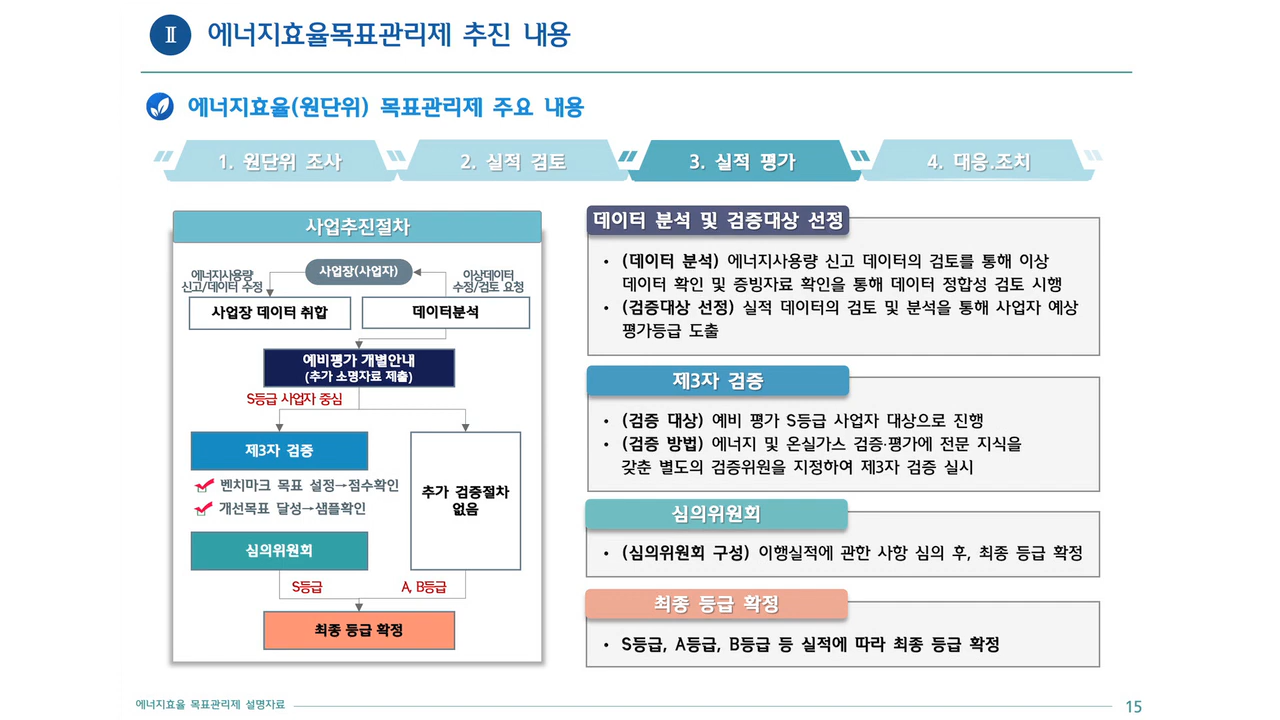 Ⅱ 에너지효율목표관리제 추진 내용
에너지효율(원단위) 목표관리제 주요 내용
1. 원단위 조사
2. 실적 검토
3. 실적 평가
4. 대응.조치
사업추진절차
에너지사용량
신고/데이터 수정
사업장(사업자)
이상데이터
수정/검토 요청
사업장 데이터 취합
데이터분석
예비평가 개별안내
(추가 소명자료 제출)
S등급 사업자 중심
제3자 검증
벤치마크 목표 설정→점수확인
개선목표 달성→샘플확인
추가 검증절차
없음
심의위원회
S등급
A, B등급
최종 등급 확정
데이터 분석 및 검증대상 선정
• (데이터 분석) 에너지사용량 신고 데이터의 검토를 통해 이상
데이터 확인 및 증빙자료 확인을 통해 데이터 정합성 검토 시행
• (검증대상 선정) 실적 데이터의 검토 및 분석을 통해 사업자 예상
평가등급 도출
제3자 검증
• (검증 대상) 예비 평가 S등급 사업자 대상으로 진행
• (검증 방법) 에너지 및 온실가스 검증·평가에 전문 지식을
갖춘 별도의 검증위원을 지정하여 제3자 검증 실시
심의위원회
• (심의위원회 구성) 이행실적에 관한 사항 심의 후, 최종 등급 확정
최종 등급 확정
• S등급, A등급, B등급 등 실적에 따라 최종 등급 확정
에너지효율 목표관리제 설명자료
15